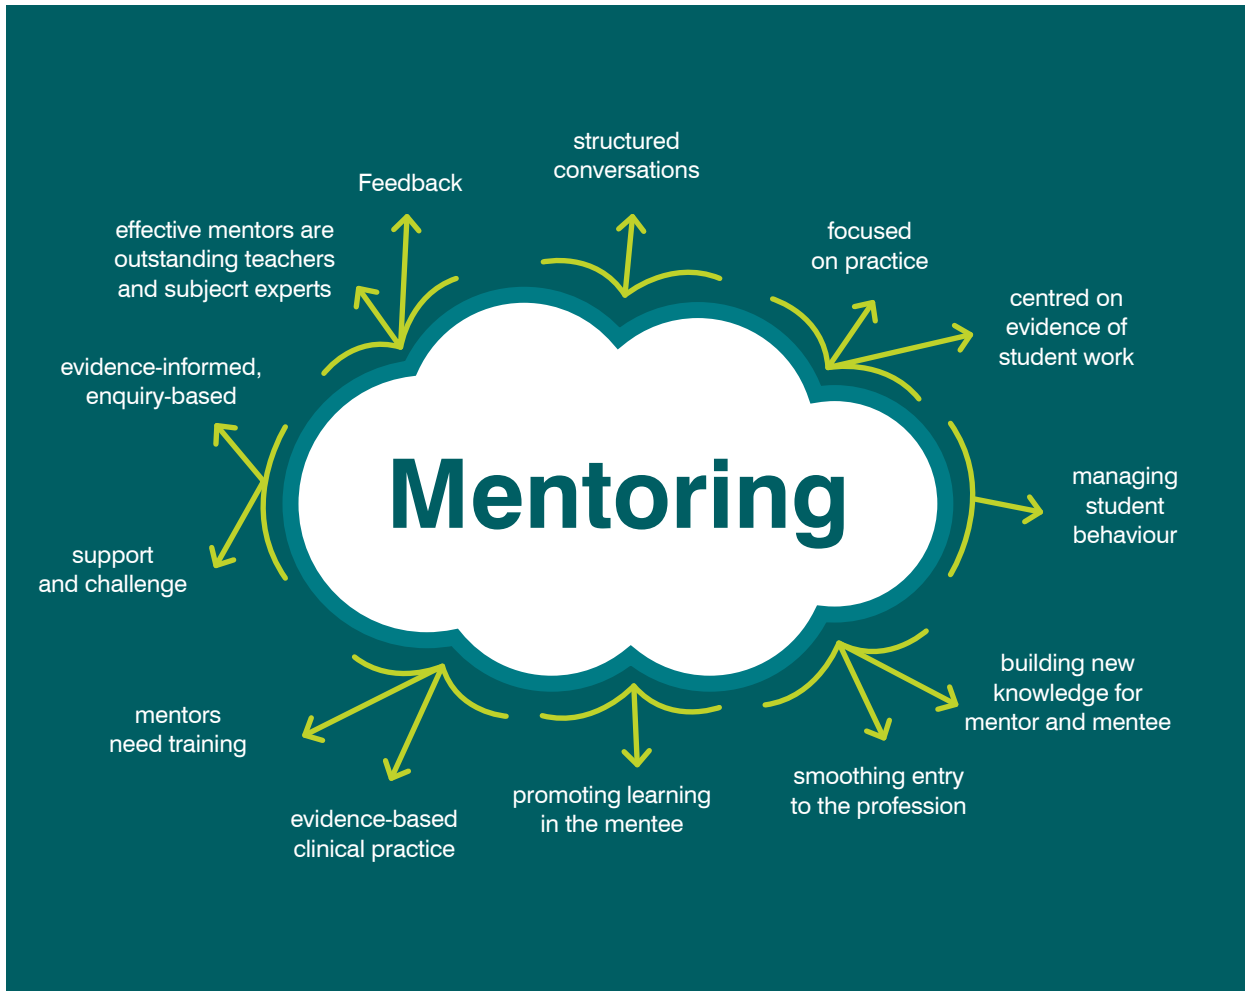 structured
conversations
Feedback
effective mentors are
outstanding teachers
and subjecrt experts
focused
on practice
centred on
evidence of
student work
evidence-informed,
enquiry-based
Mentoring
managing
student
behaviour
support
and challenge
building new
knowledge for
mentor and mentee
mentors
need training
smoothing entry
to the profession
promoting learning
in the mentee
evidence-based
clinical practice